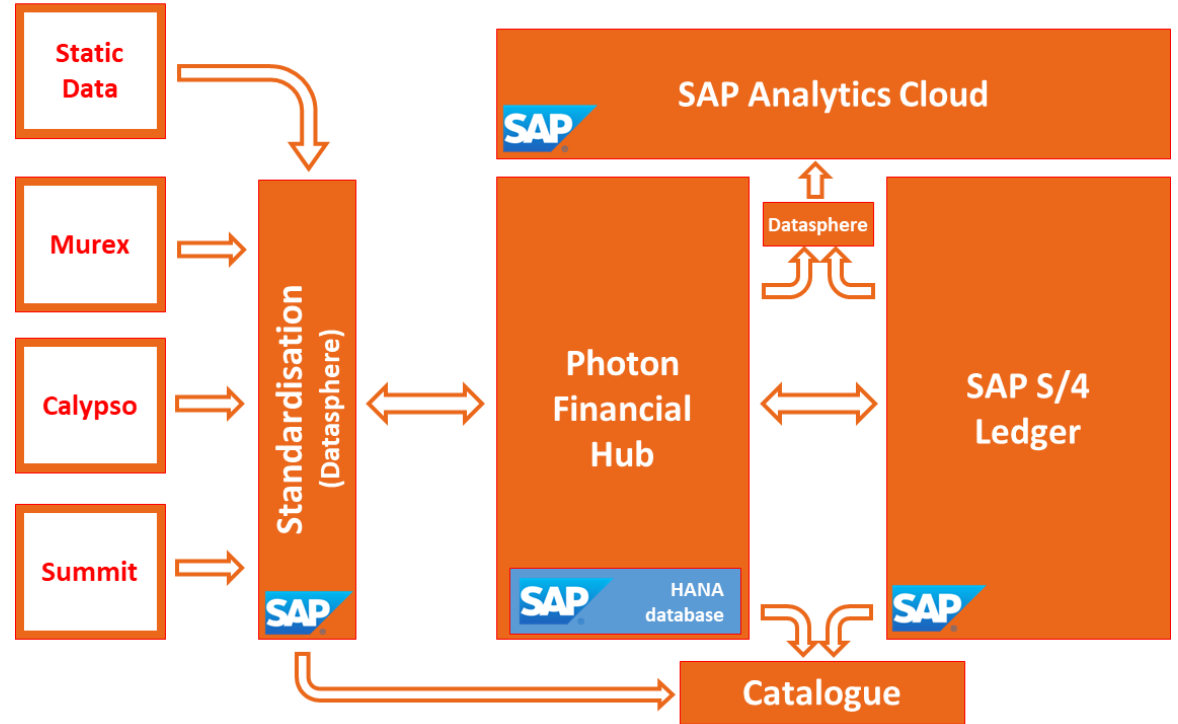 Static
Data
Murex
Calypso
Summit
Standardisation
(Datasphere)
SAP
SAP Analytics Cloud
SAP
Datasphere
Photon
Financial
Hub
SAP
HANA
database
SAP S/4
Ledger
SAP
Catalogue